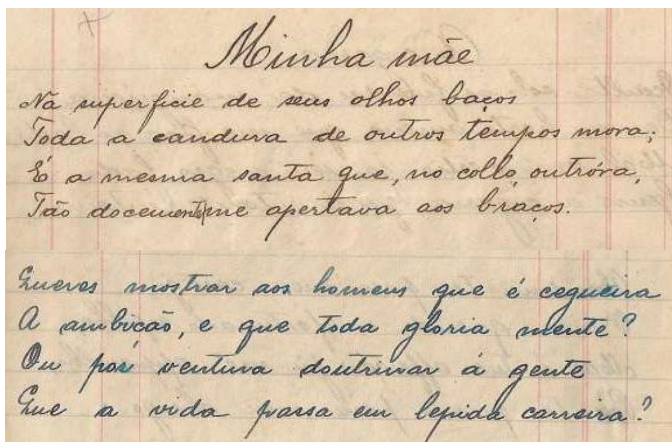 Minha mãe
Na superficie de seus olhos baços
Toda a candura de outros tempos mora;
É a mesma santa que, no collo, outróra,
Tão docemente me apertava aos braços.
Queres mostrar aos homens que é cegueira
A ambição, e que toda gloria mente?
Ou por ventura doutrinar á gente
Que a vida passa em lepida carreira?